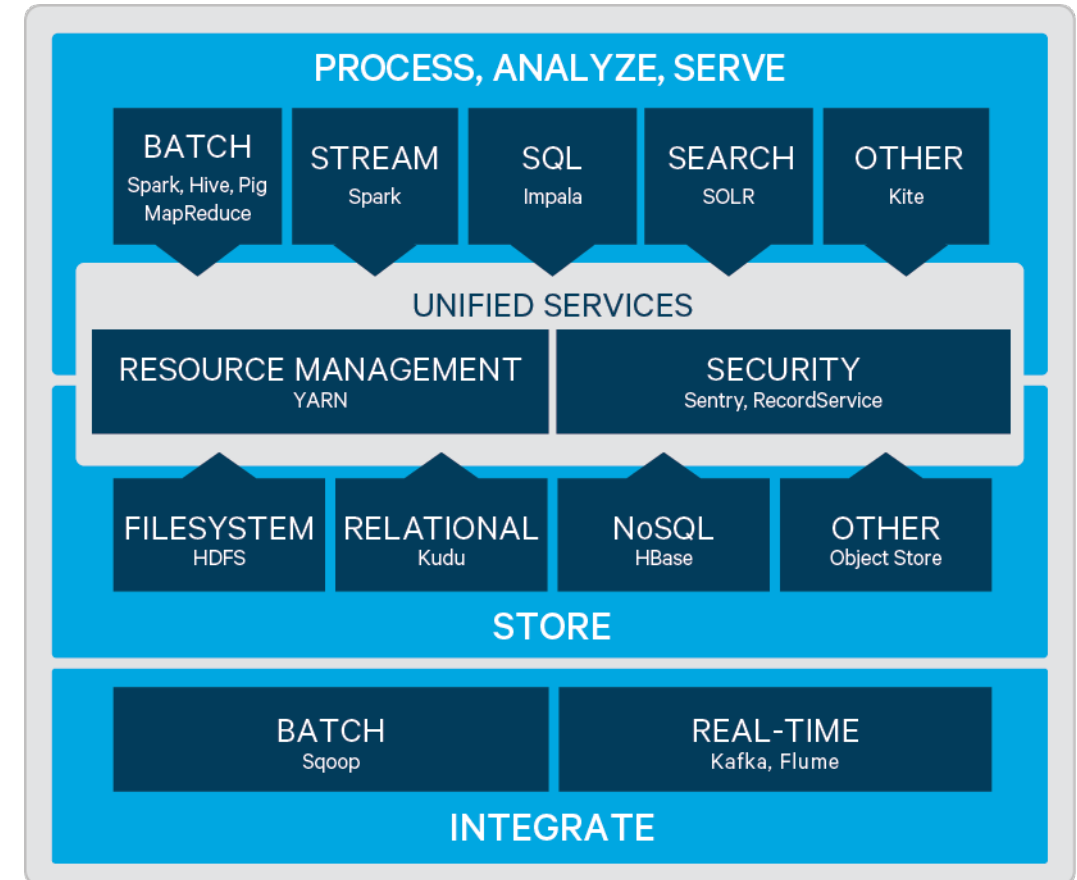 PROCESS, ANALYZE, SERVE
BATCH
Spark, Hive, Pig
MapReduce
STREAM
Spark
SQL
Impala
SEARCH
SOLR
OTHER
Kite
UNIFIED SERVICES
RESOURCE MANAGEMENT
YARN
SECURITY
Sentry, RecordService
FILESYSTEM
HDFS
RELATIONAL
Kudu
NoSQL
HBase
OTHER
Object Store
STORE
BATCH
Sqoop
REAL-TIME
Kafka, Flume
INTEGRATE